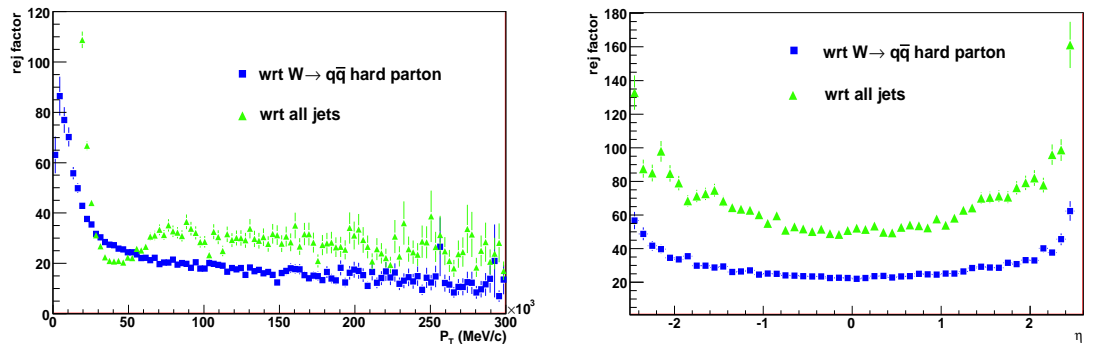 rej factor
120
100
80
60
40
20
0
wrt W→ qq̅ hard parton
wrt all jets
0 50 100 150 200 250 300
×10³
P_T (MeV/c)
rej factor
180
160
140
120
100
80
60
40
20
wrt W→ qq̅ hard parton
wrt all jets
-2 -1 0 1 2
η